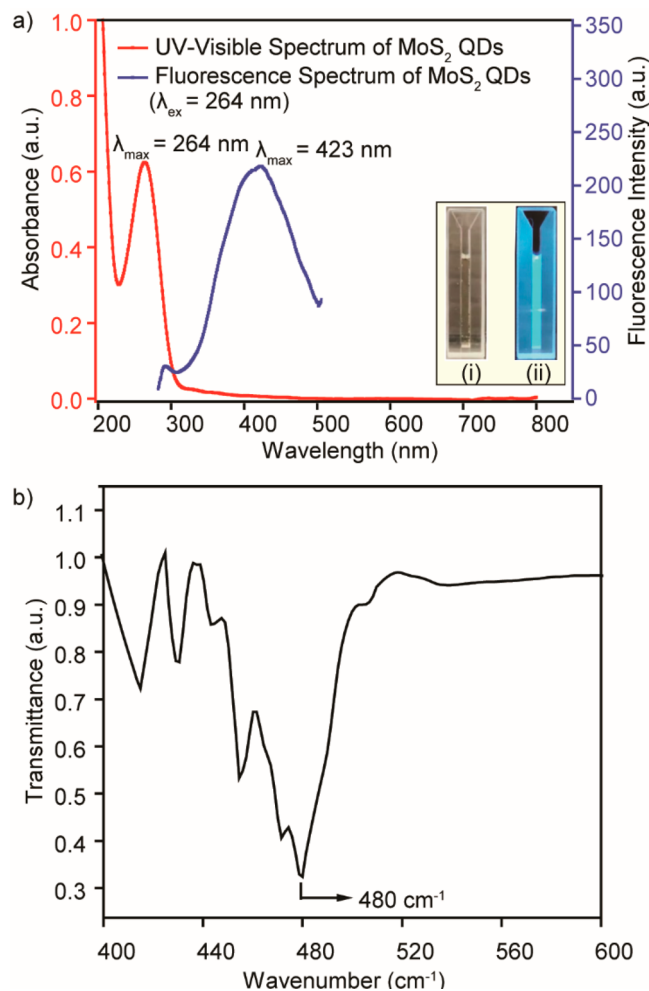 a)
1.0
0.8
0.6
0.4
0.2
0.0
Absorbance (a.u.)
UV-Visible Spectrum of MoS₂ QDs
Fluorescence Spectrum of MoS₂ QDs
(λex = 264 nm)
λmax = 264 nm
λmax = 423 nm
350
300
250
200
150
100
50
0
Fluorescence Intensity (a.u.)
(i)
(ii)
200 300 400 500 600 700 800
Wavelength (nm)
b)
1.1
1.0
0.9
0.8
0.7
0.6
0.5
0.4
0.3
Transmittance (a.u.)
480 cm⁻¹
400 440 480 520 560 600
Wavenumber (cm⁻¹)